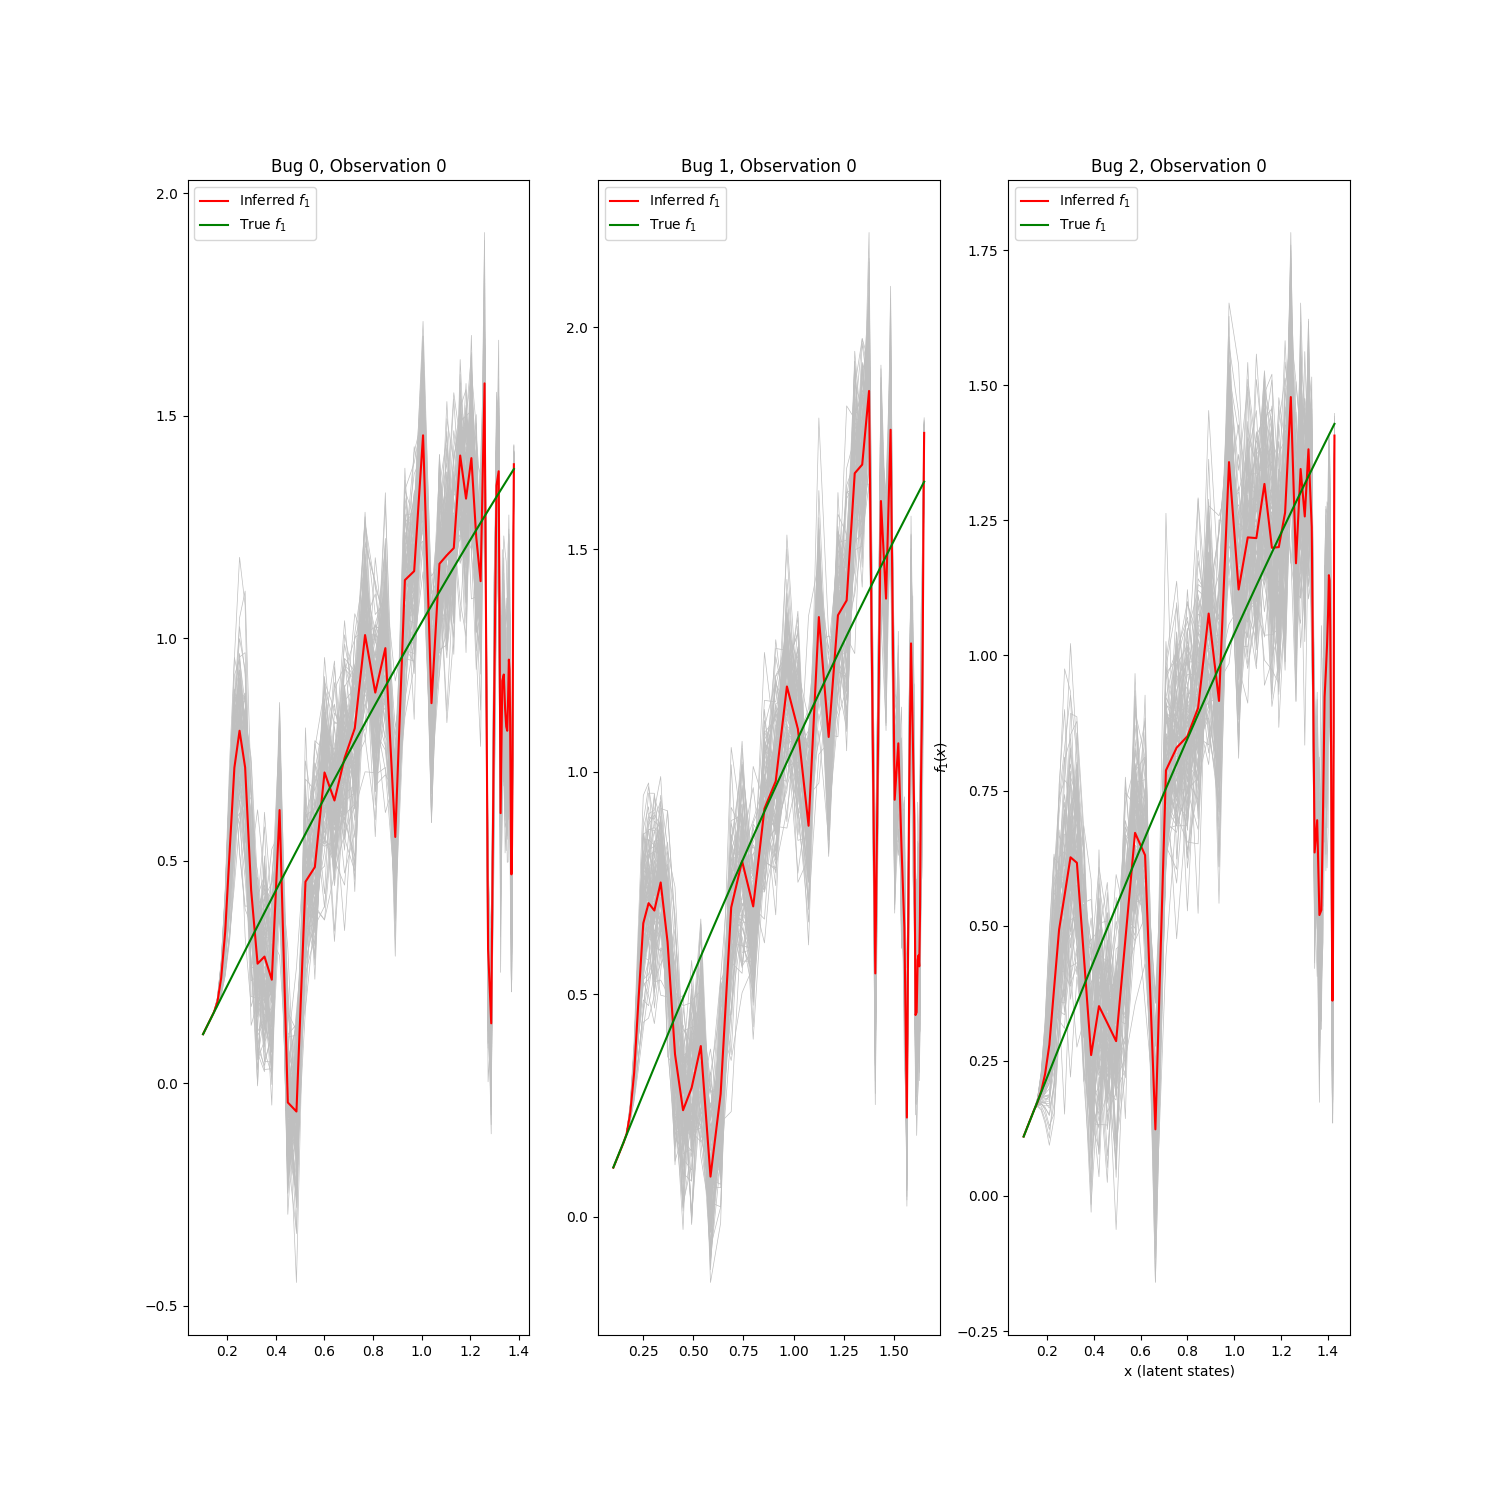 Bug 0, Observation 0
Inferred f₁
True f₁
2.0
1.5
1.0
0.5
0.0
−0.5
0.2 0.4 0.6 0.8 1.0 1.2 1.4
Bug 1, Observation 0
Inferred f₁
True f₁
2.0
1.5
1.0
0.5
0.0
0.25 0.50 0.75 1.00 1.25 1.50
Bug 2, Observation 0
Inferred f₁
True f₁
f₁(x)
1.75
1.50
1.25
1.00
0.75
0.50
0.25
0.00
−0.25
0.2 0.4 0.6 0.8 1.0 1.2 1.4
x (latent states)